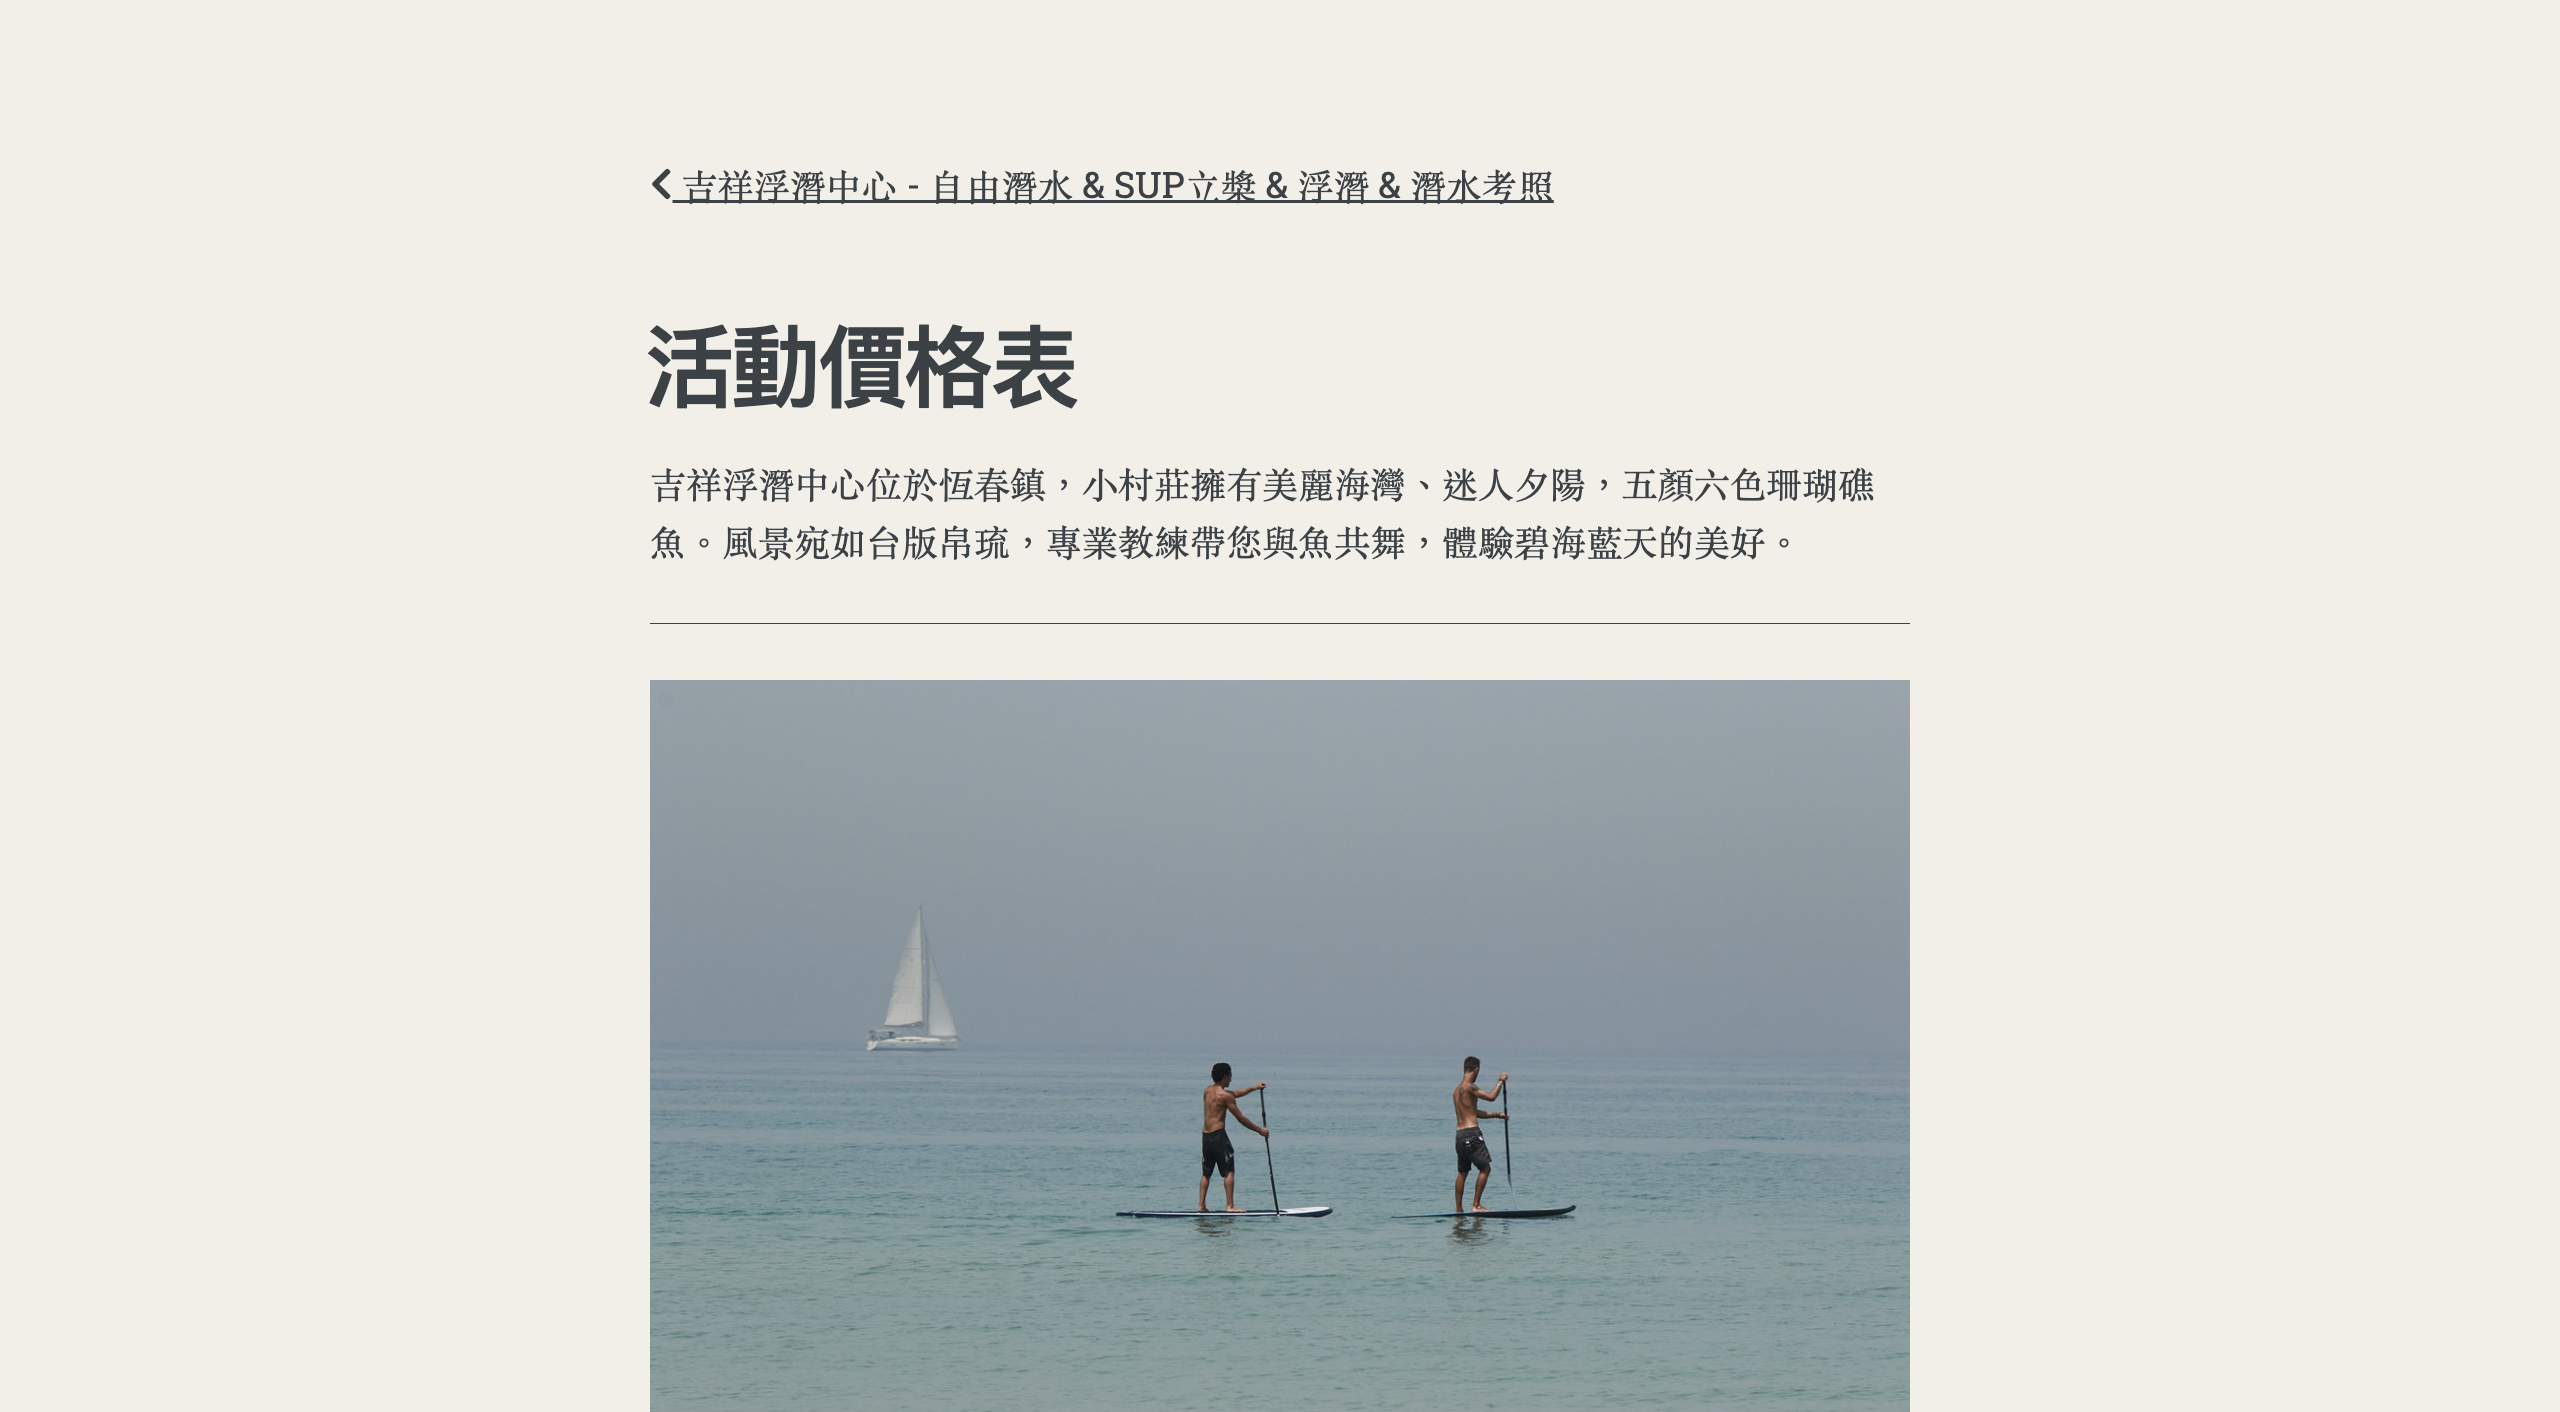 吉祥浮潛中心 - 自由潛水 & SUP立槳 & 浮潛 & 潛水考照
活動價格表
吉祥浮潛中心位於恆春鎮，小村莊擁有美麗海灣、迷人夕陽，五顏六色珊瑚礁
魚。風景宛如台版帛琉，專業教練帶您與魚共舞，體驗碧海藍天的美好。